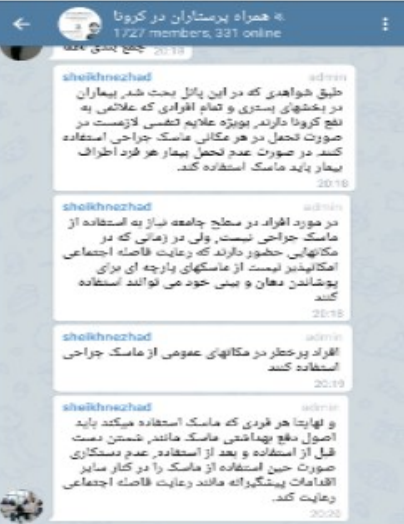 همراه پرستاران در کرونا
1727 members, 331 online
20:18
sheikhnezhad admin
طبق شواهدی که در این پانل بحث شد, بیماران
در بخشهای بستری و تمام افرادی که علائمی به
نفع کرونا دارند, بویژه علایم تنفسی لازمست در
صورت تحمل در هر مکانی ماسک جراحی استفاده
کنند. در صورت عدم تحمل بیمار هر فرد اطراف
بیمار باید ماسک استفاده کند.
20:18
sheikhnezhad admin
در مورد افراد در سطح جامعه نیاز به استفاده از
ماسک جراحی نیست, ولی در زمانی که در
مکانهایی حضور دارند که رعایت فاصله اجتماعی
امکانپذیر نیست از ماسکهای پارچه ای برای
پوشاندن دهان و بینی خود می توانند استفاده
کنند
20:18
sheikhnezhad admin
افراد پرخطر در مکانهای عمومی از ماسک جراحی
استفاده کنند
20:19
sheikhnezhad admin
و نهایتا هر فردی که ماسک استفاده میکند باید
اصول دفع بهداشتی ماسک مانند, شستن دست
قبل از استفاده و بعد از استفاده, عدم دستکاری
صورت حین استفاده از ماسک را در کنار سایر
اقدامات پیشگیرانه مانند رعایت فاصله اجتماعی
رعایت کند.
20:20